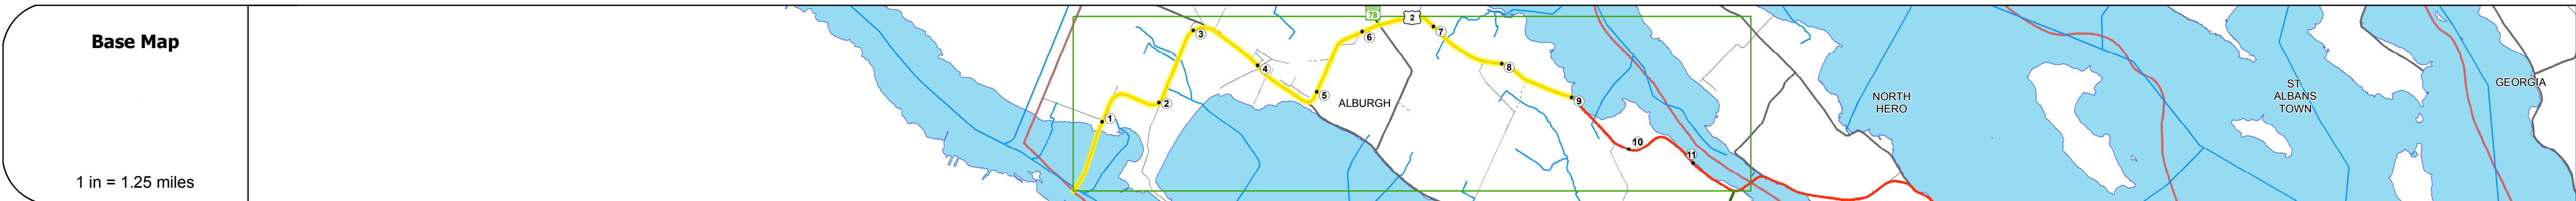 Base Map
1 in = 1.25 miles
1
2
3
4
5
6
78
2
7
8
9
10
11
ALBURGH
NORTH
HERO
ST
ALBANS
TOWN
GEORGIA